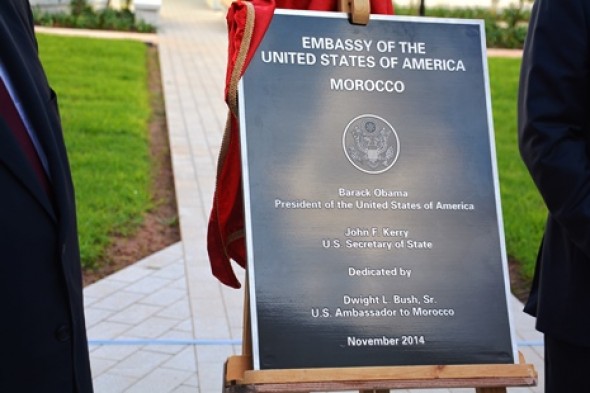 EMBASSY OF THE
UNITED STATES OF AMERICA
MOROCCO
Barack Obama
President of the United States of America
John F. Kerry
U.S. Secretary of State
Dedicated by
Dwight L. Bush, Sr.
U.S. Ambassador to Morocco
November 2014